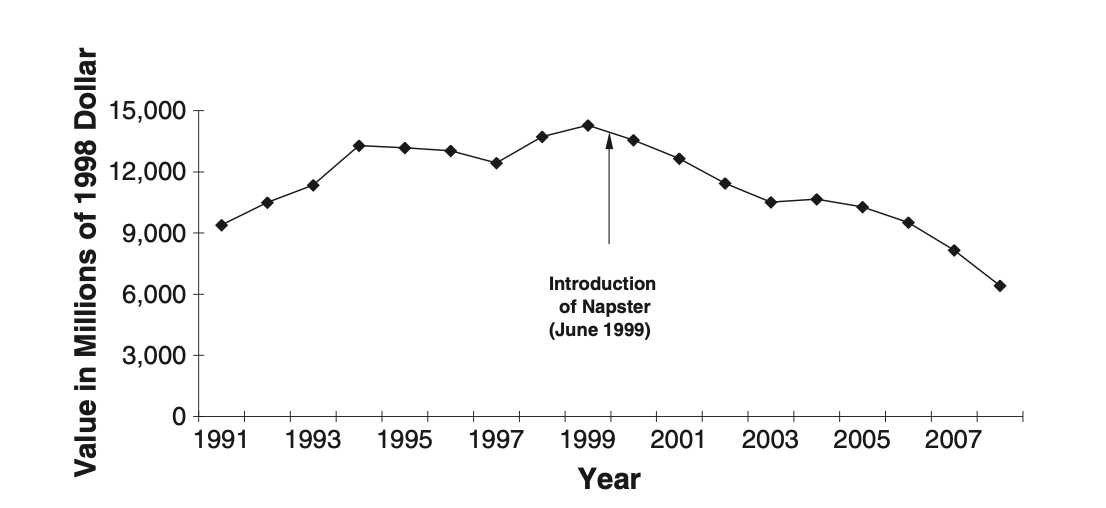 Value in Millions of 1998 Dollar
15,000
12,000
9,000
6,000
3,000
0
Introduction
of Napster
(June 1999)
1991 1993 1995 1997 1999 2001 2003 2005 2007
Year